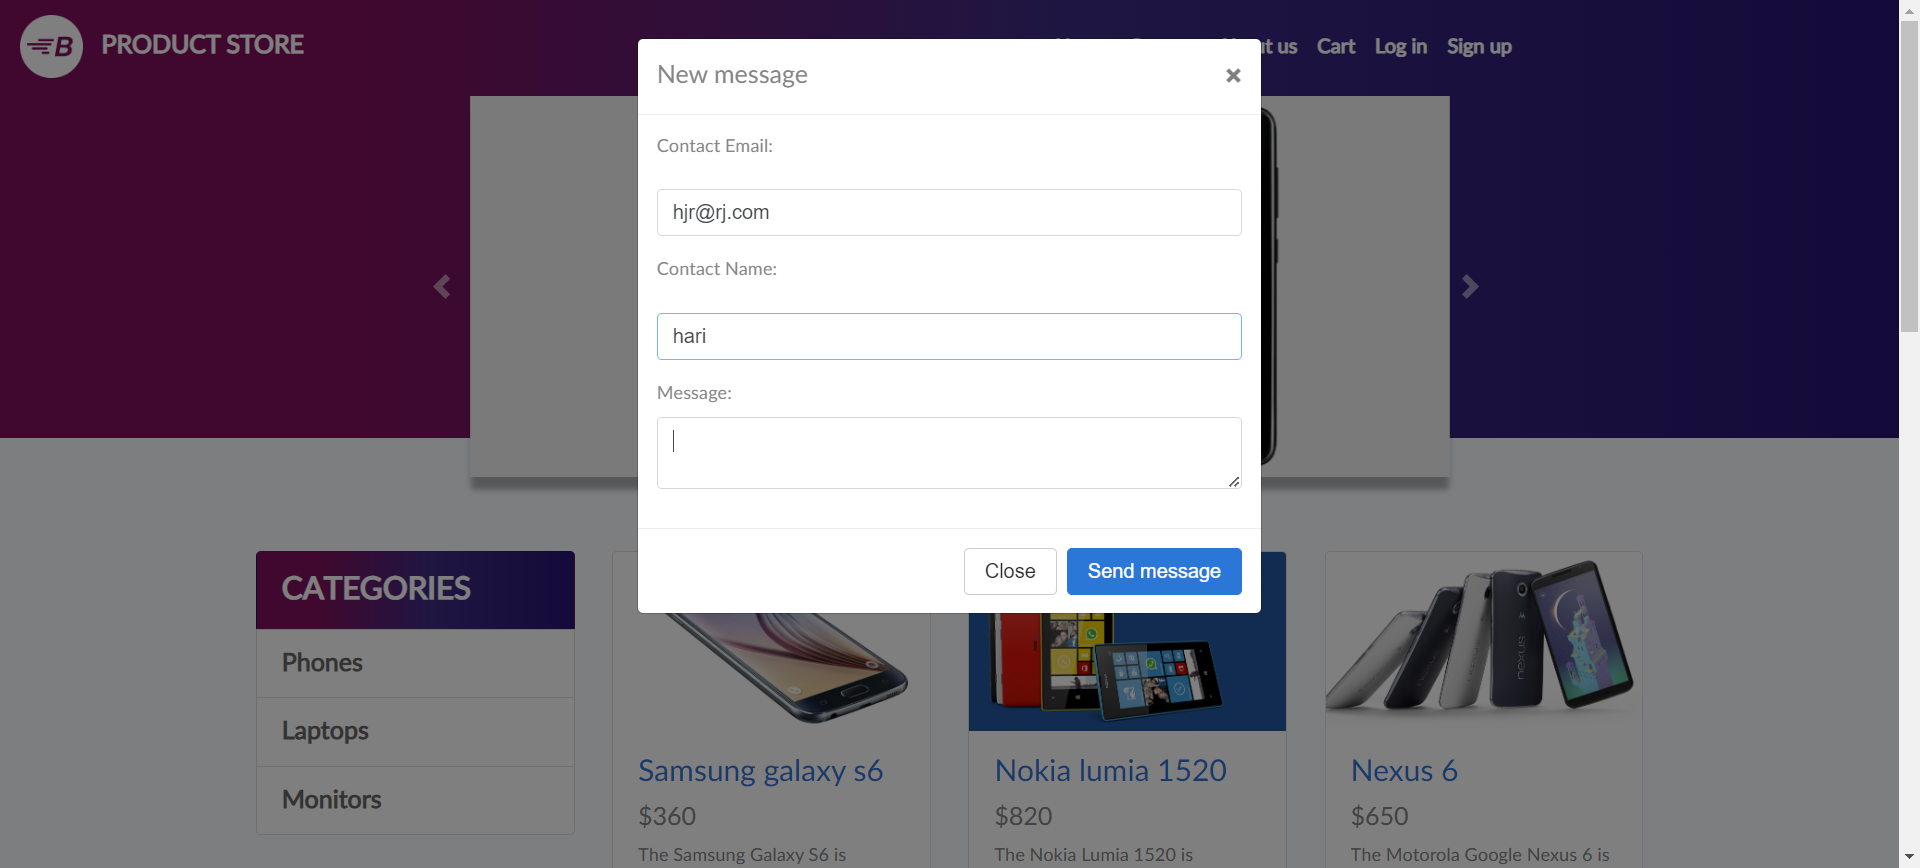 B PRODUCT STORE
ut us Cart Log in Sign up
New message
Contact Email:
hjr@rj.com
Contact Name:
hari
Message:
Close Send message
CATEGORIES
Phones
Laptops
Monitors
nexus
Samsung galaxy s6
$360
The Samsung Galaxy S6 is
Nokia lumia 1520
$820
The Nokia Lumia 1520 is
Nexus 6
$650
The Motorola Google Nexus 6 is